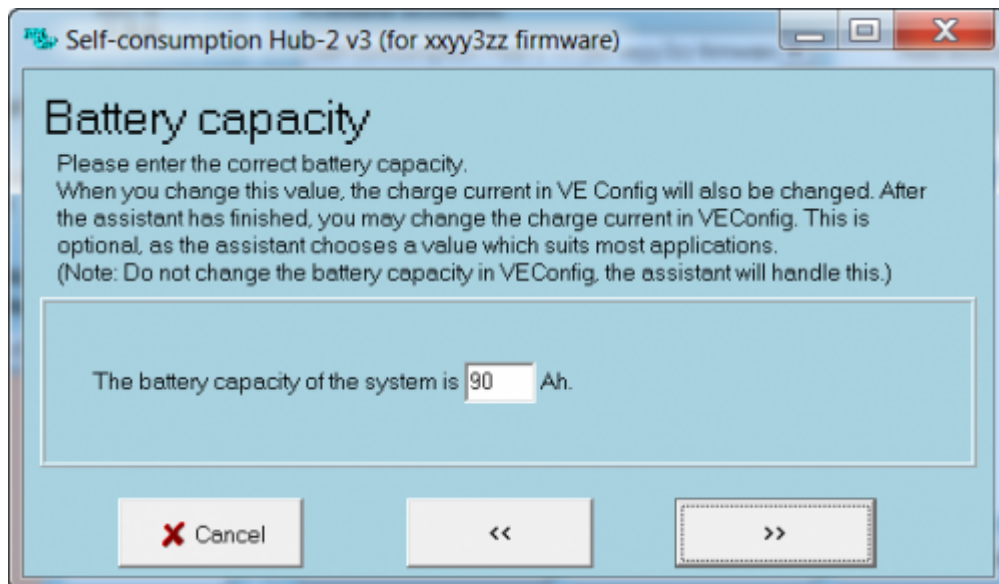 Self-consumption Hub-2 v3 (for xxyy3zz firmware)
Battery capacity
Please enter the correct battery capacity.
When you change this value, the charge current in VE Config will also be changed. After
the assistant has finished, you may change the charge current in VEConfig. This is
optional, as the assistant chooses a value which suits most applications.
(Note: Do not change the battery capacity in VEConfig, the assistant will handle this.)
The battery capacity of the system is 90 Ah.
Cancel << >>